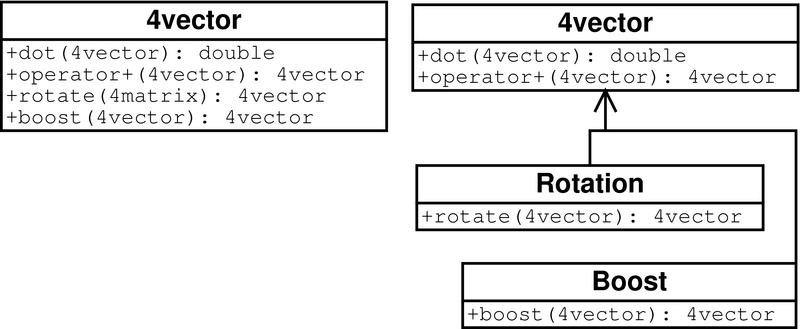 4vector
+dot(4vector): double
+operator+(4vector): 4vector
+rotate(4matrix): 4vector
+boost(4vector): 4vector
4vector
+dot(4vector): double
+operator+(4vector): 4vector
Rotation
+rotate(4vector): 4vector
Boost
+boost(4vector): 4vector